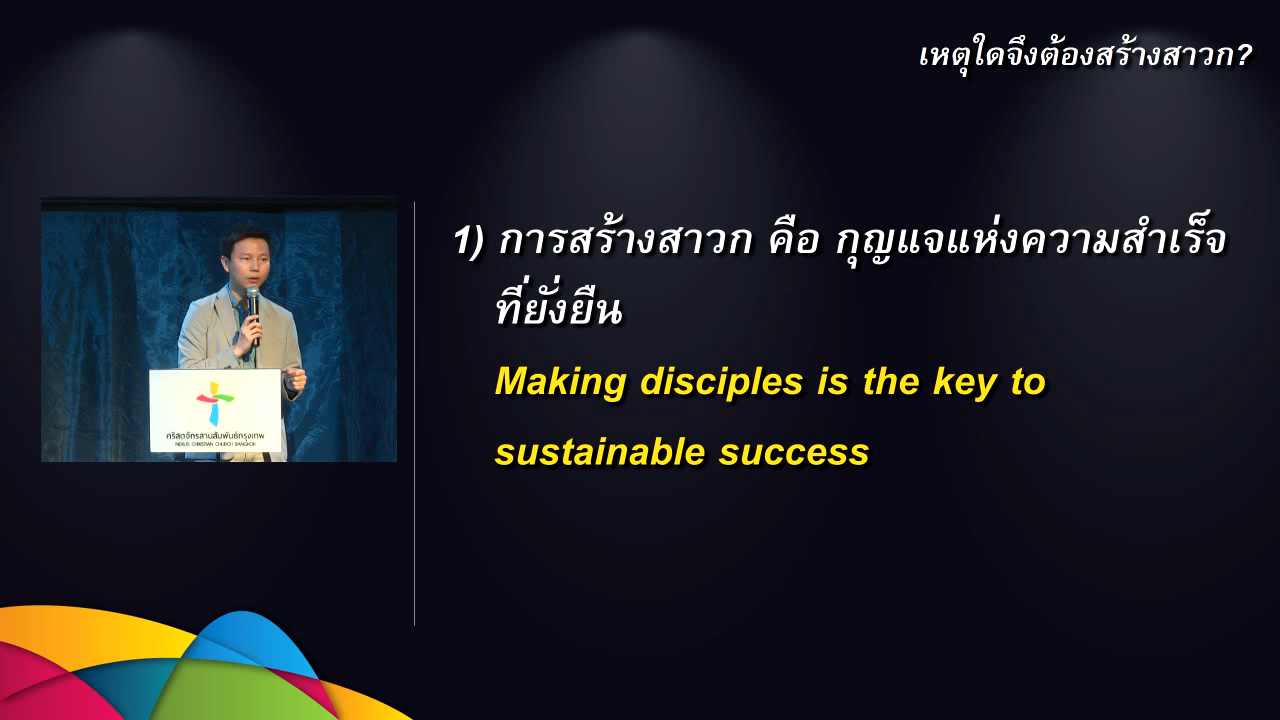 เหตุใดจึงต้องสร้างสาวก?
1) การสร้างสาวก คือ กุญแจแห่งความสำเร็จ
ที่ยั่งยืน
Making disciples is the key to
sustainable success
คริสตจักรสานสัมพันธ์กรุงเทพ
NEXUS CHRISTIAN CHURCH BANGKOK